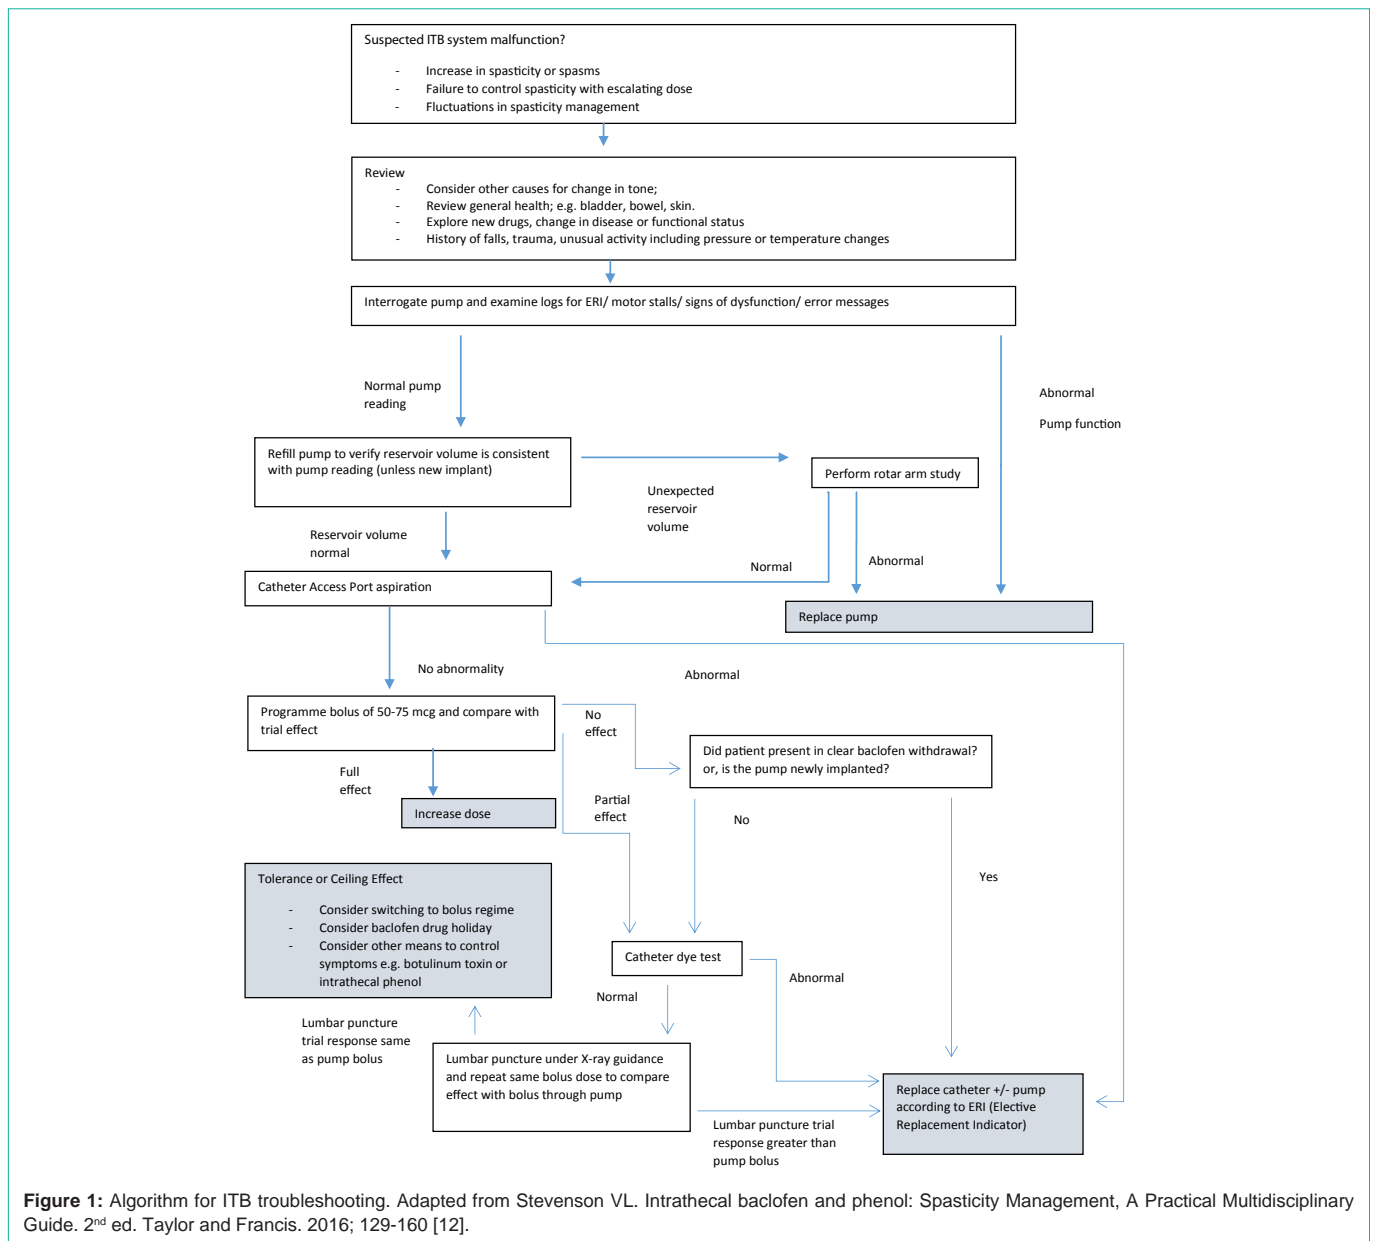 Suspected ITB system malfunction?
- Increase in spasticity or spasms
- Failure to control spasticity with escalating dose
- Fluctuations in spasticity management
Review
- Consider other causes for change in tone;
- Review general health; e.g. bladder, bowel, skin.
- Explore new drugs, change in disease or functional status
- History of falls, trauma, unusual activity including pressure or temperature changes
Interrogate pump and examine logs for ERI/ motor stalls/ signs of dysfunction/ error messages
Normal pump
reading
Abnormal
Pump function
Refill pump to verify reservoir volume is consistent
with pump reading (unless new implant)
Unexpected
reservoir
volume
Perform rotar arm study
Reservoir volume
normal
Normal
Abnormal
Catheter Access Port aspiration
Replace pump
No abnormality
Abnormal
Programme bolus of 50-75 mcg and compare with
trial effect
No
effect
Did patient present in clear baclofen withdrawal?
or, is the pump newly implanted?
Full
effect
Partial
effect
Increase dose
No
Yes
Tolerance or Ceiling Effect
- Consider switching to bolus regime
- Consider baclofen drug holiday
- Consider other means to control
symptoms e.g. botulinum toxin or
intrathecal phenol
Catheter dye test
Normal
Abnormal
Lumbar puncture
trial response same
as pump bolus
Lumbar puncture under X-ray guidance
and repeat same bolus dose to compare
effect with bolus through pump
Lumbar puncture trial
response greater than
pump bolus
Replace catheter +/- pump
according to ERI (Elective
Replacement Indicator)
Figure 1: Algorithm for ITB troubleshooting. Adapted from Stevenson VL. Intrathecal baclofen and phenol: Spasticity Management, A Practical Multidisciplinary
Guide. 2nd ed. Taylor and Francis. 2016; 129-160 [12].